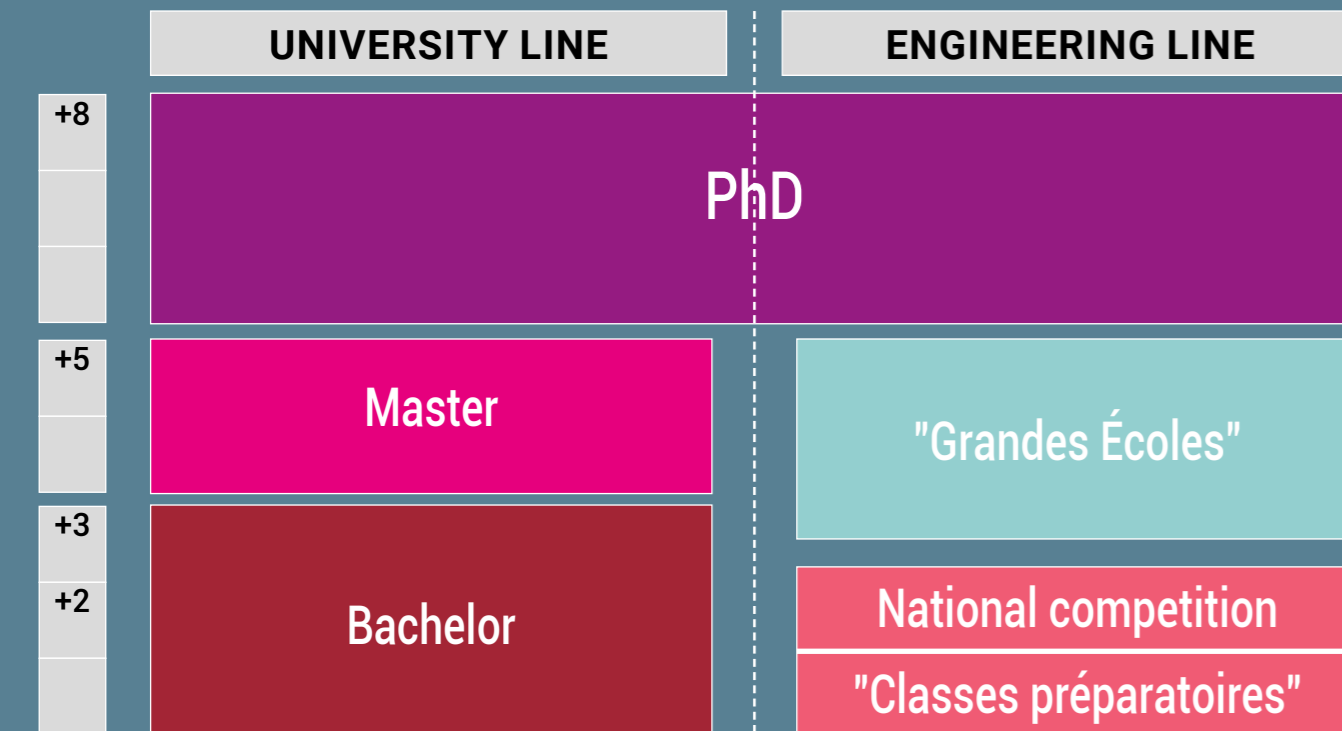 UNIVERSITY LINE
ENGINEERING LINE
+8
PhD
+5
Master
"Grandes Écoles"
+3
+2
Bachelor
National competition
"Classes préparatoires"